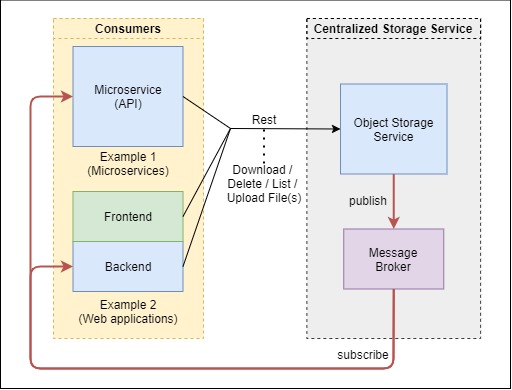 Consumers
Microservice
(API)
Example 1
(Microservices)
Frontend
Backend
Example 2
(Web applications)
Rest
Download /
Delete / List /
Upload File(s)
Centralized Storage Service
Object Storage
Service
publish
Message
Broker
subscribe